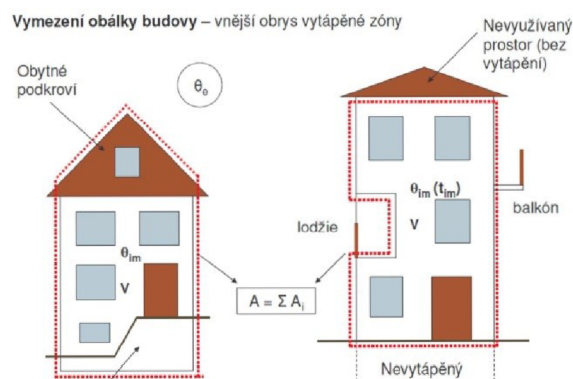 Vymezení obálky budovy – vnější obrys vytápěné zóny
Obytné
podkroví
θe
Nevyužívaný
prostor (bez
vytápění)
θim
V
lodžie
A = Σ Ai
θim (tim)
V
balkón
Nevytápěný